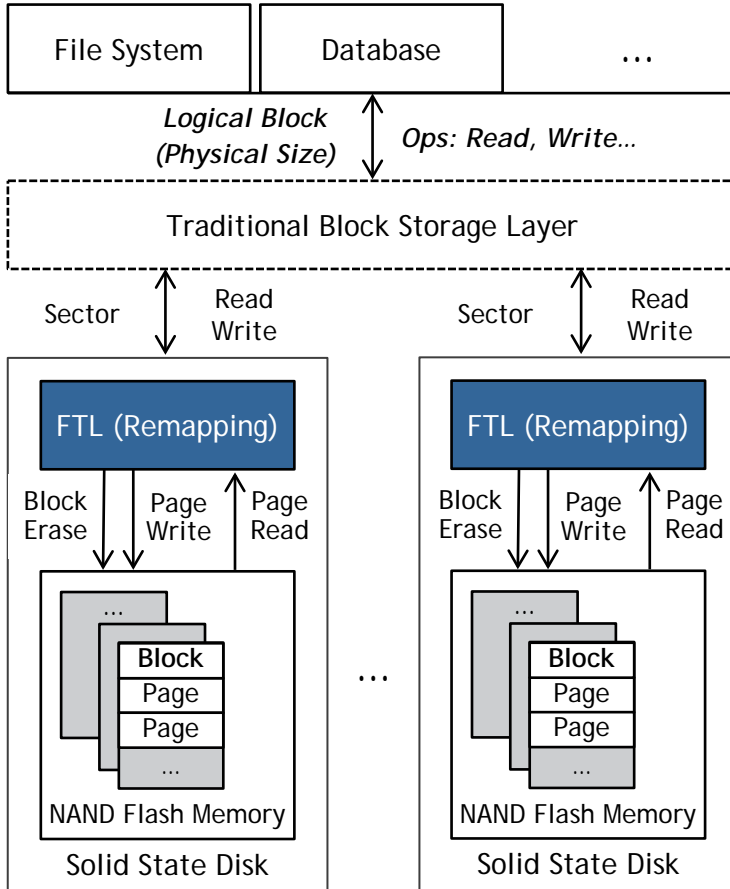 File System
Database
...
Logical Block
(Physical Size)
Ops: Read, Write...
Traditional Block Storage Layer
Sector
Read
Write
Sector
Read
Write
FTL (Remapping)
Block
Erase
Page
Write
Page
Read
...
Block
Page
Page
...
NAND Flash Memory
Solid State Disk
...
FTL (Remapping)
Block
Erase
Page
Write
Page
Read
...
Block
Page
Page
...
NAND Flash Memory
Solid State Disk